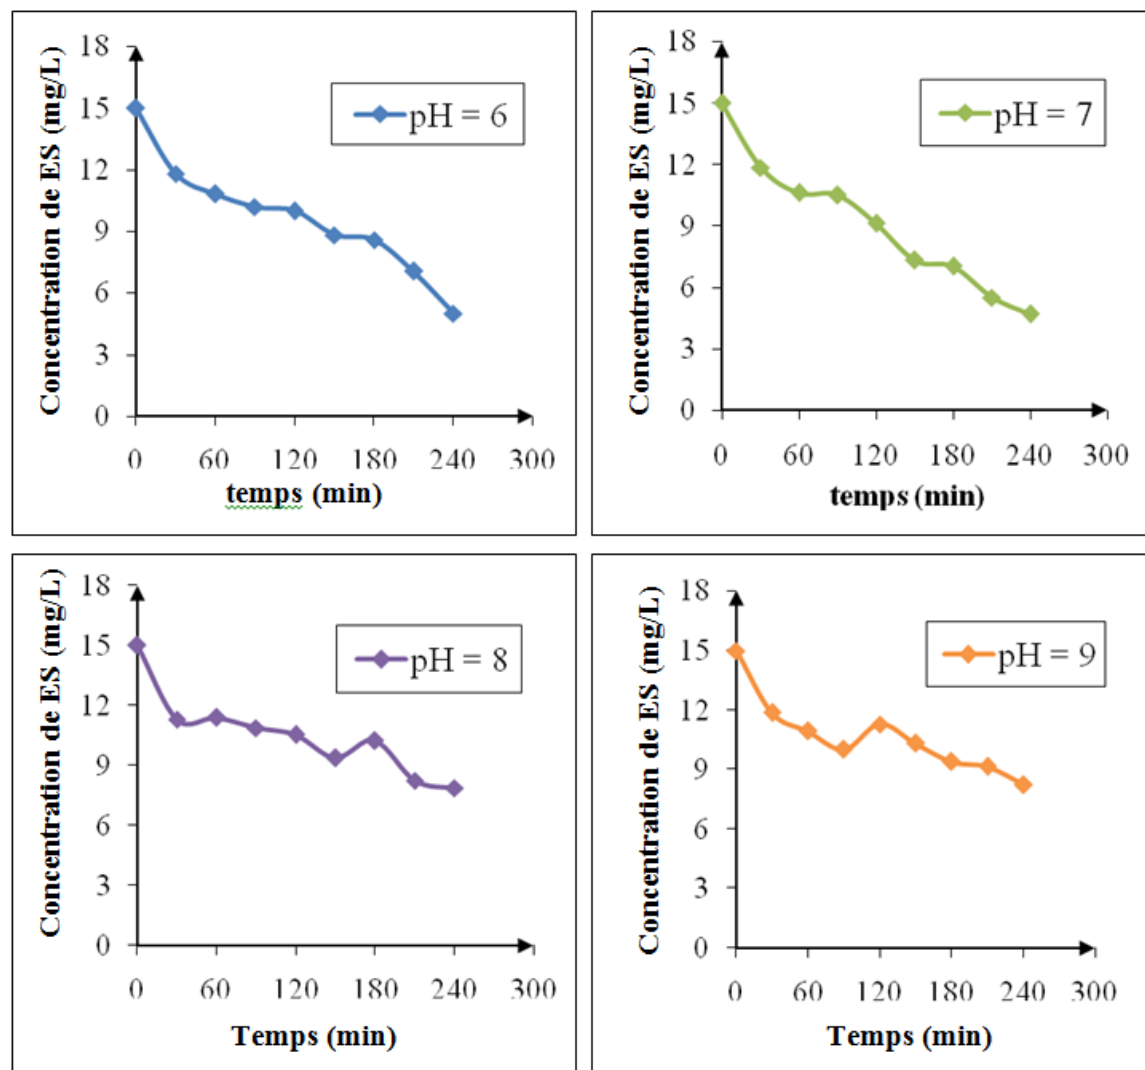 Concentration de ES (mg/L)
18
15
12
9
6
3
0
pH = 6
0 60 120 180 240 300
temps (min)
Concentration de ES (mg/L)
18
15
12
9
6
3
0
pH = 7
0 60 120 180 240 300
temps (min)
Concentration de ES (mg/L)
18
15
12
9
6
3
0
pH = 8
0 60 120 180 240 300
Temps (min)
Concentration de ES (mg/L)
18
15
12
9
6
3
0
pH = 9
0 60 120 180 240 300
Temps (min)